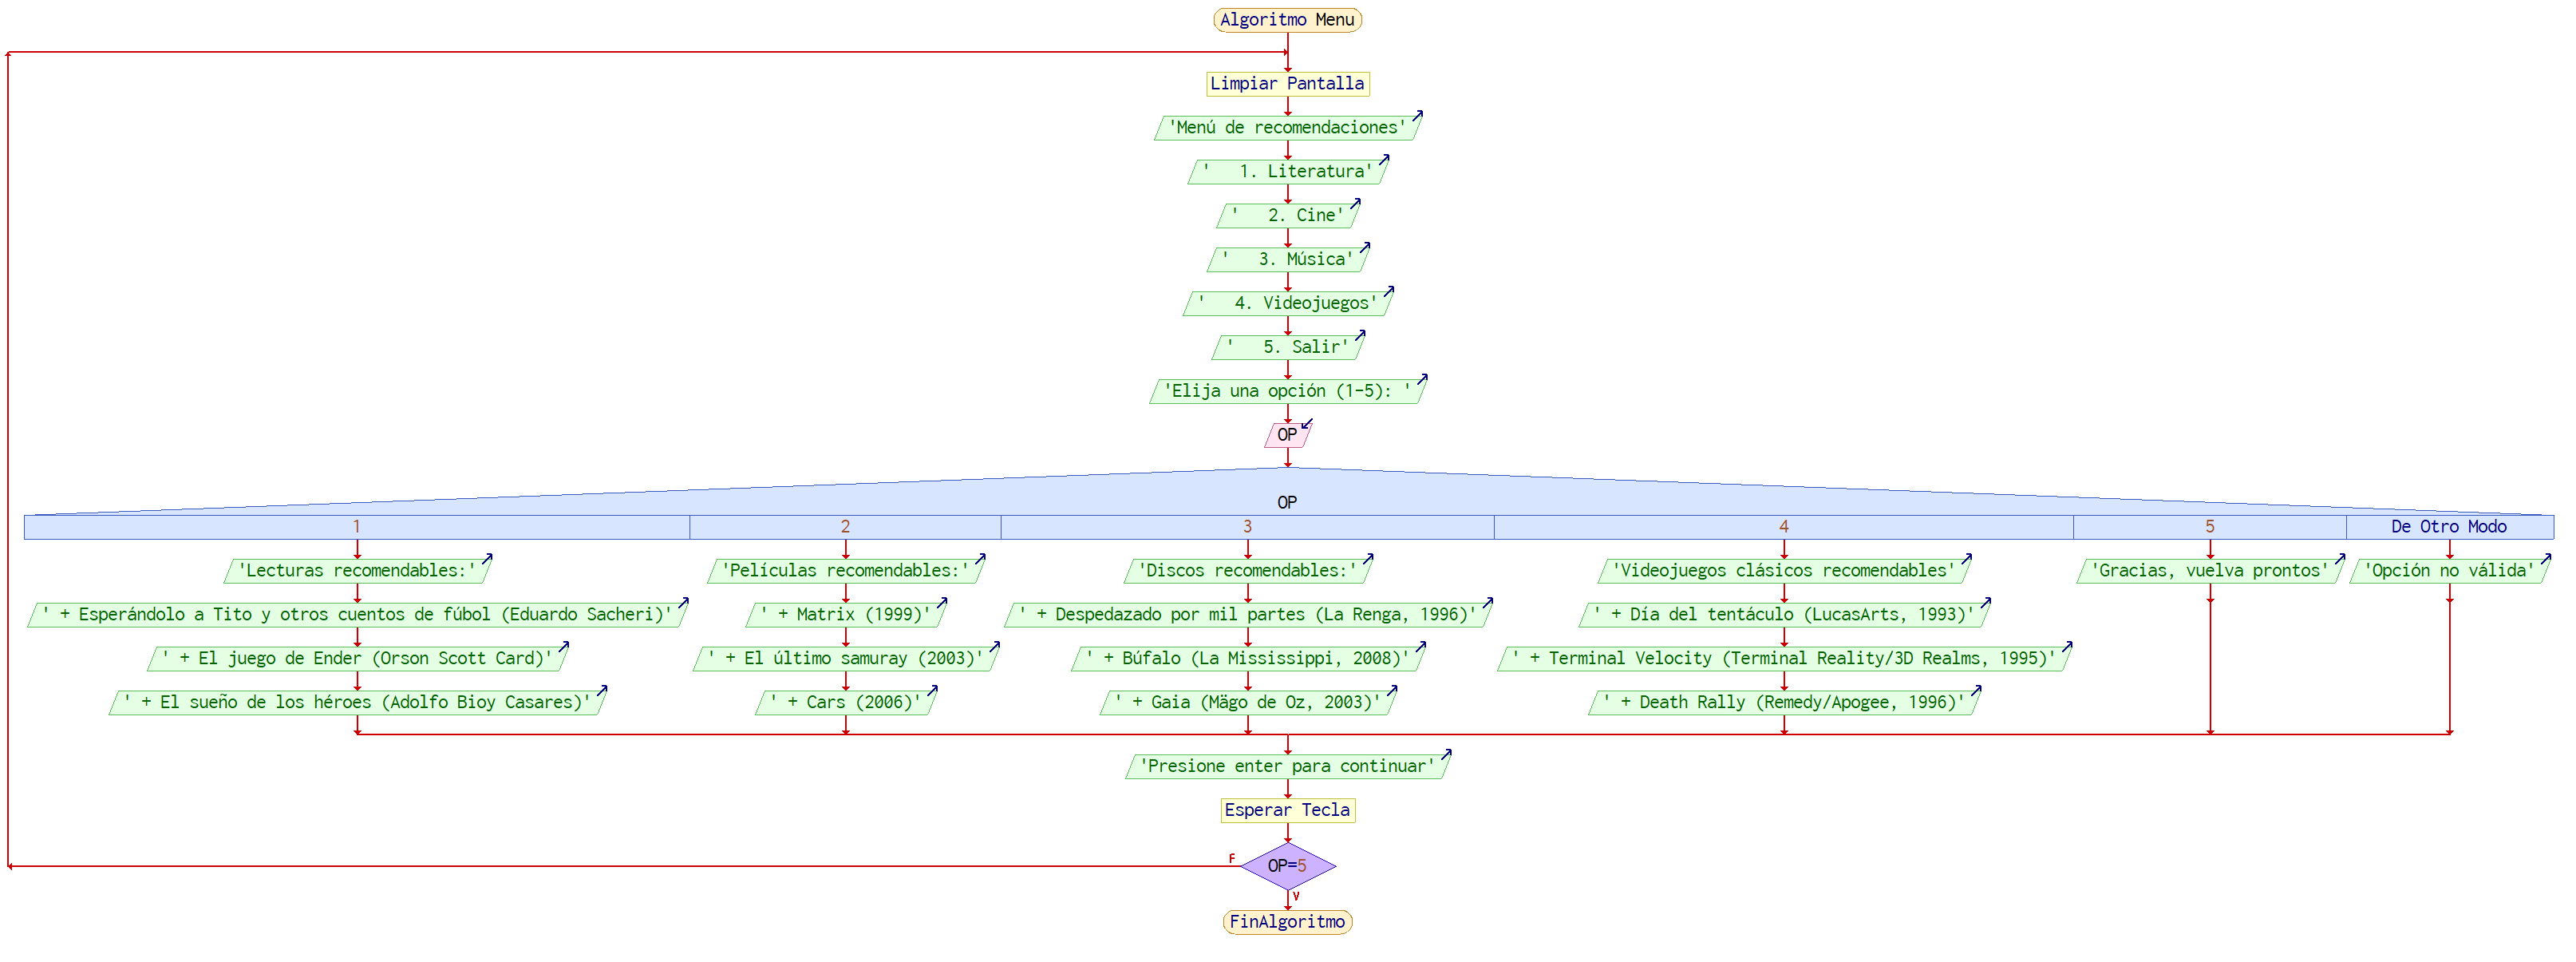 Algoritmo Menu
Limpiar Pantalla
'Menú de recomendaciones'
'   1. Literatura'
'   2. Cine'
'   3. Música'
'   4. Videojuegos'
'   5. Salir'
'Elija una opción (1-5): '
OP
OP
1
2
3
4
5
De Otro Modo
'Lecturas recomendables:'
' + Esperándolo a Tito y otros cuentos de fúbol (Eduardo Sacheri)'
' + El juego de Ender (Orson Scott Card)'
' + El sueño de los héroes (Adolfo Bioy Casares)'
'Películas recomendables:'
' + Matrix (1999)'
' + El último samuray (2003)'
' + Cars (2006)'
'Discos recomendables:'
' + Despedazado por mil partes (La Renga, 1996)'
' + Búfalo (La Mississippi, 2008)'
' + Gaia (Mägo de Oz, 2003)'
'Videojuegos clásicos recomendables'
' + Día del tentáculo (LucasArts, 1993)'
' + Terminal Velocity (Terminal Reality/3D Realms, 1995)'
' + Death Rally (Remedy/Apogee, 1996)'
'Gracias, vuelva prontos'
'Opción no válida'
'Presione enter para continuar'
Esperar Tecla
F
OP=5
V
FinAlgoritmo